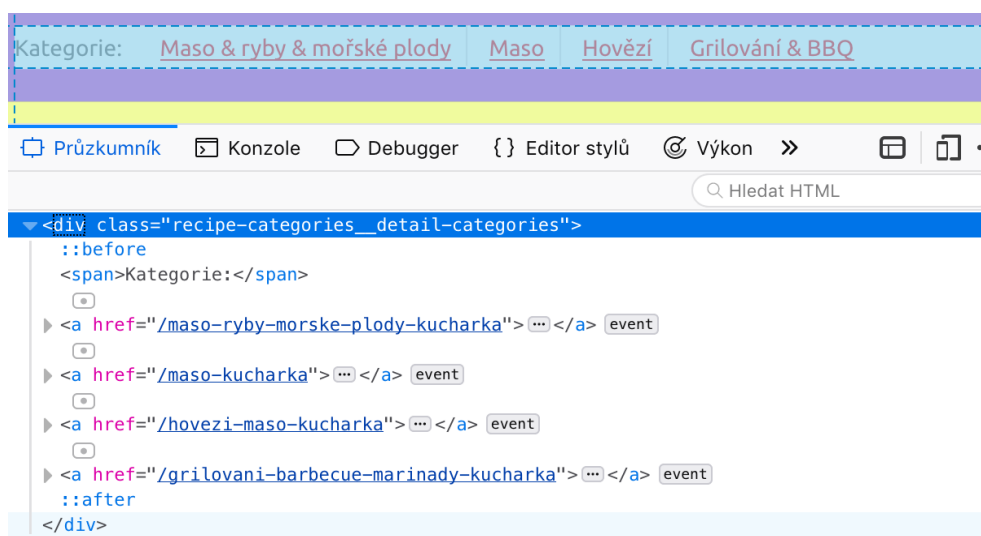 Kategorie: Maso & ryby & mořské plody Maso Hovězí Grilování & BBQ
Průzkumník Konzole Debugger {} Editor stylů Výkon »
Hledat HTML
<div class="recipe-categories__detail-categories">
::before
<span>Kategorie:</span>
<a href="/maso-ryby-morske-plody-kucharka">⋯</a> event
<a href="/maso-kucharka">⋯</a> event
<a href="/hovezi-maso-kucharka">⋯</a> event
<a href="/grilovani-barbecue-marinady-kucharka">⋯</a> event
::after
</div>